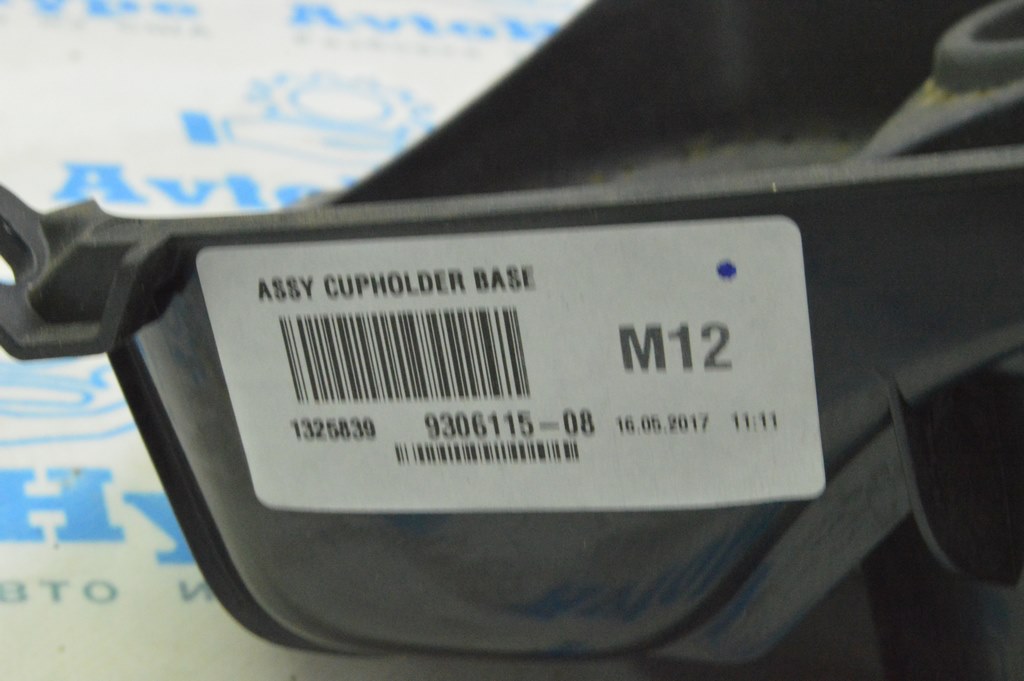 ASSY CUPHOLDER BASE
M12
1325839 9306115-08 16.05.2017 11:11